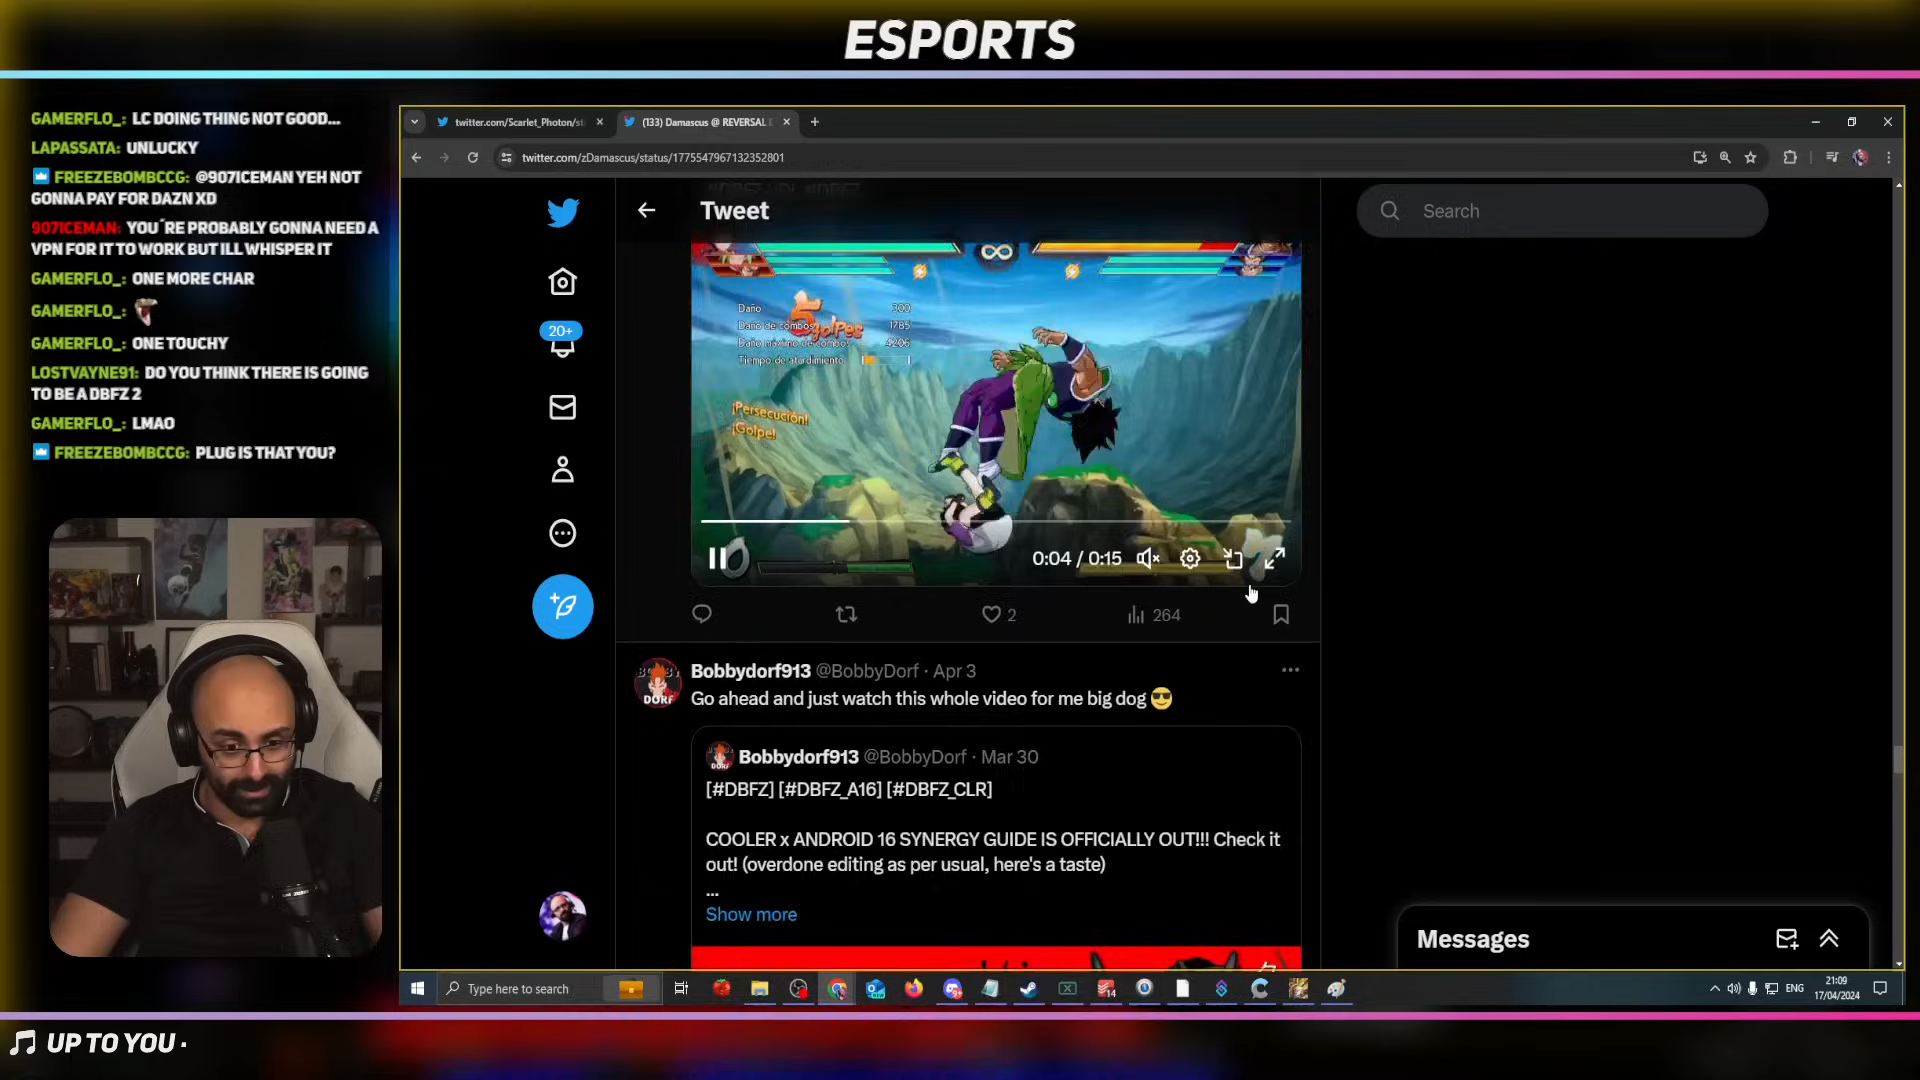 ESPORTS
GAMERFLO_: LC DOING THING NOT GOOD...
LAPASSATA: UNLUCKY
FREEZEBOMBCCG: @907ICEMAN YEH NOT
GONNA PAY FOR DAZN XD
907ICEMAN: YOU´RE PROBABLY GONNA NEED A
VPN FOR IT TO WORK BUT ILL WHISPER IT
GAMERFLO_: ONE MORE CHAR
GAMERFLO_:
GAMERFLO_: ONE TOUCHY
LOSTVAYNE91: DO YOU THINK THERE IS GOING
TO BE A DBFZ 2
GAMERFLO_: LMAO
FREEZEBOMBCCG: PLUG IS THAT YOU?
twitter.com/Scarlet_Photon/st
(133) Damascus @ REVERSAL
twitter.com/zDamascus/status/1775547967132352801
Tweet
Search
20+
Daño 300
Daño de combos 1785
Daño máximo de combos 4206
Tiempo de aturdimiento
5 golpes
¡Persecución!
¡Golpe!
0:04 / 0:15
2
264
Bobbydorf913 @BobbyDorf · Apr 3
Go ahead and just watch this whole video for me big dog
Bobbydorf913 @BobbyDorf · Mar 30
[#DBFZ] [#DBFZ_A16] [#DBFZ_CLR]
COOLER x ANDROID 16 SYNERGY GUIDE IS OFFICIALLY OUT!!! Check it
out! (overdone editing as per usual, here's a taste)
...
Show more
Messages
Type here to search
14
ENG
21:09
17/04/2024
UP TO YOU ·